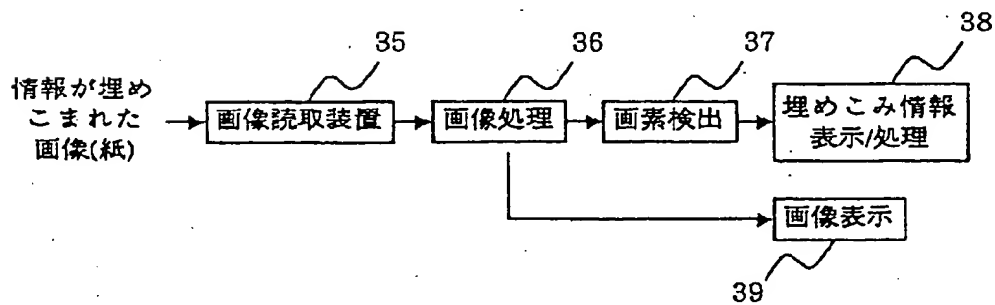 35
36
37
38
情報が埋め
こまれた
画像(紙)
画像読取装置
画像処理
画素検出
埋めこみ情報
表示/処理
画像表示
39